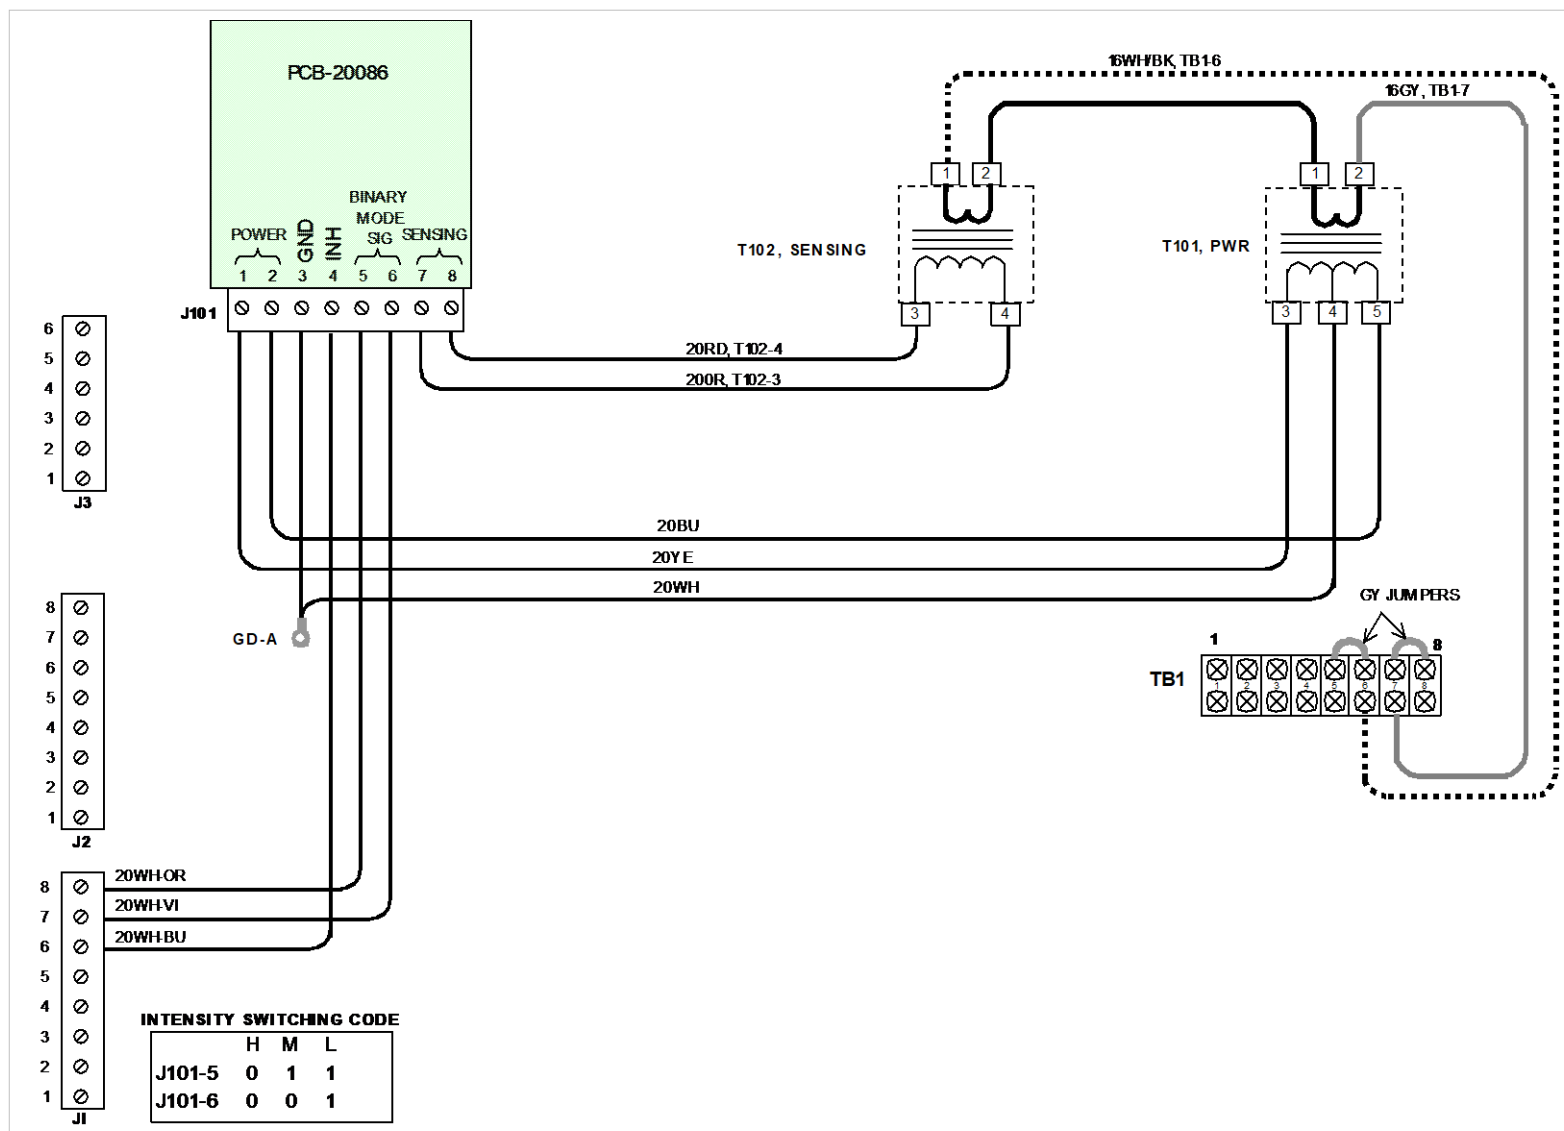 PCB-20086
16WH/BK, TB1-6
16GY, TB1-7
BINARY
MODE
SIG
POWER
GND
INH
SENSING
1 2 3 4 5 6 7 8
J101
1 2
T102, SENSING
3 4
1 2
T101, PWR
3 4 5
20RD, T102-4
200R, T102-3
6
5
4
3
2
1
J3
20BU
20YE
20WH
GD-A
GY JUMPERS
1 8
TB1
1 2 3 4 5 6 7 8
8
7
6
5
4
3
2
1
J2
8 20WH-OR
7 20WH-VI
6 20WH-BU
5
4
3
2
1
J1
INTENSITY SWITCHING CODE
H M L
J101-5 0 1 1
J101-6 0 0 1